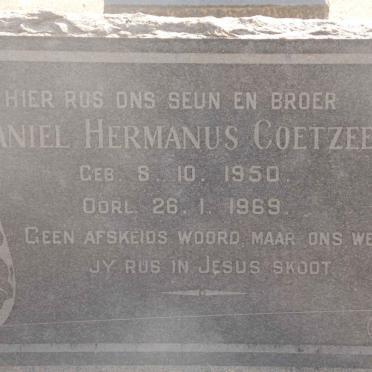 HIER RUS ONS SEUN EN BROER
ANIEL HERMANUS COETZEE
GEB. 8. 10. 1950.
OORL. 26. 1. 1969.
GEEN AFSKEIDS WOORD, MAAR ONS WE
JY RUS IN JESUS SKOOT.